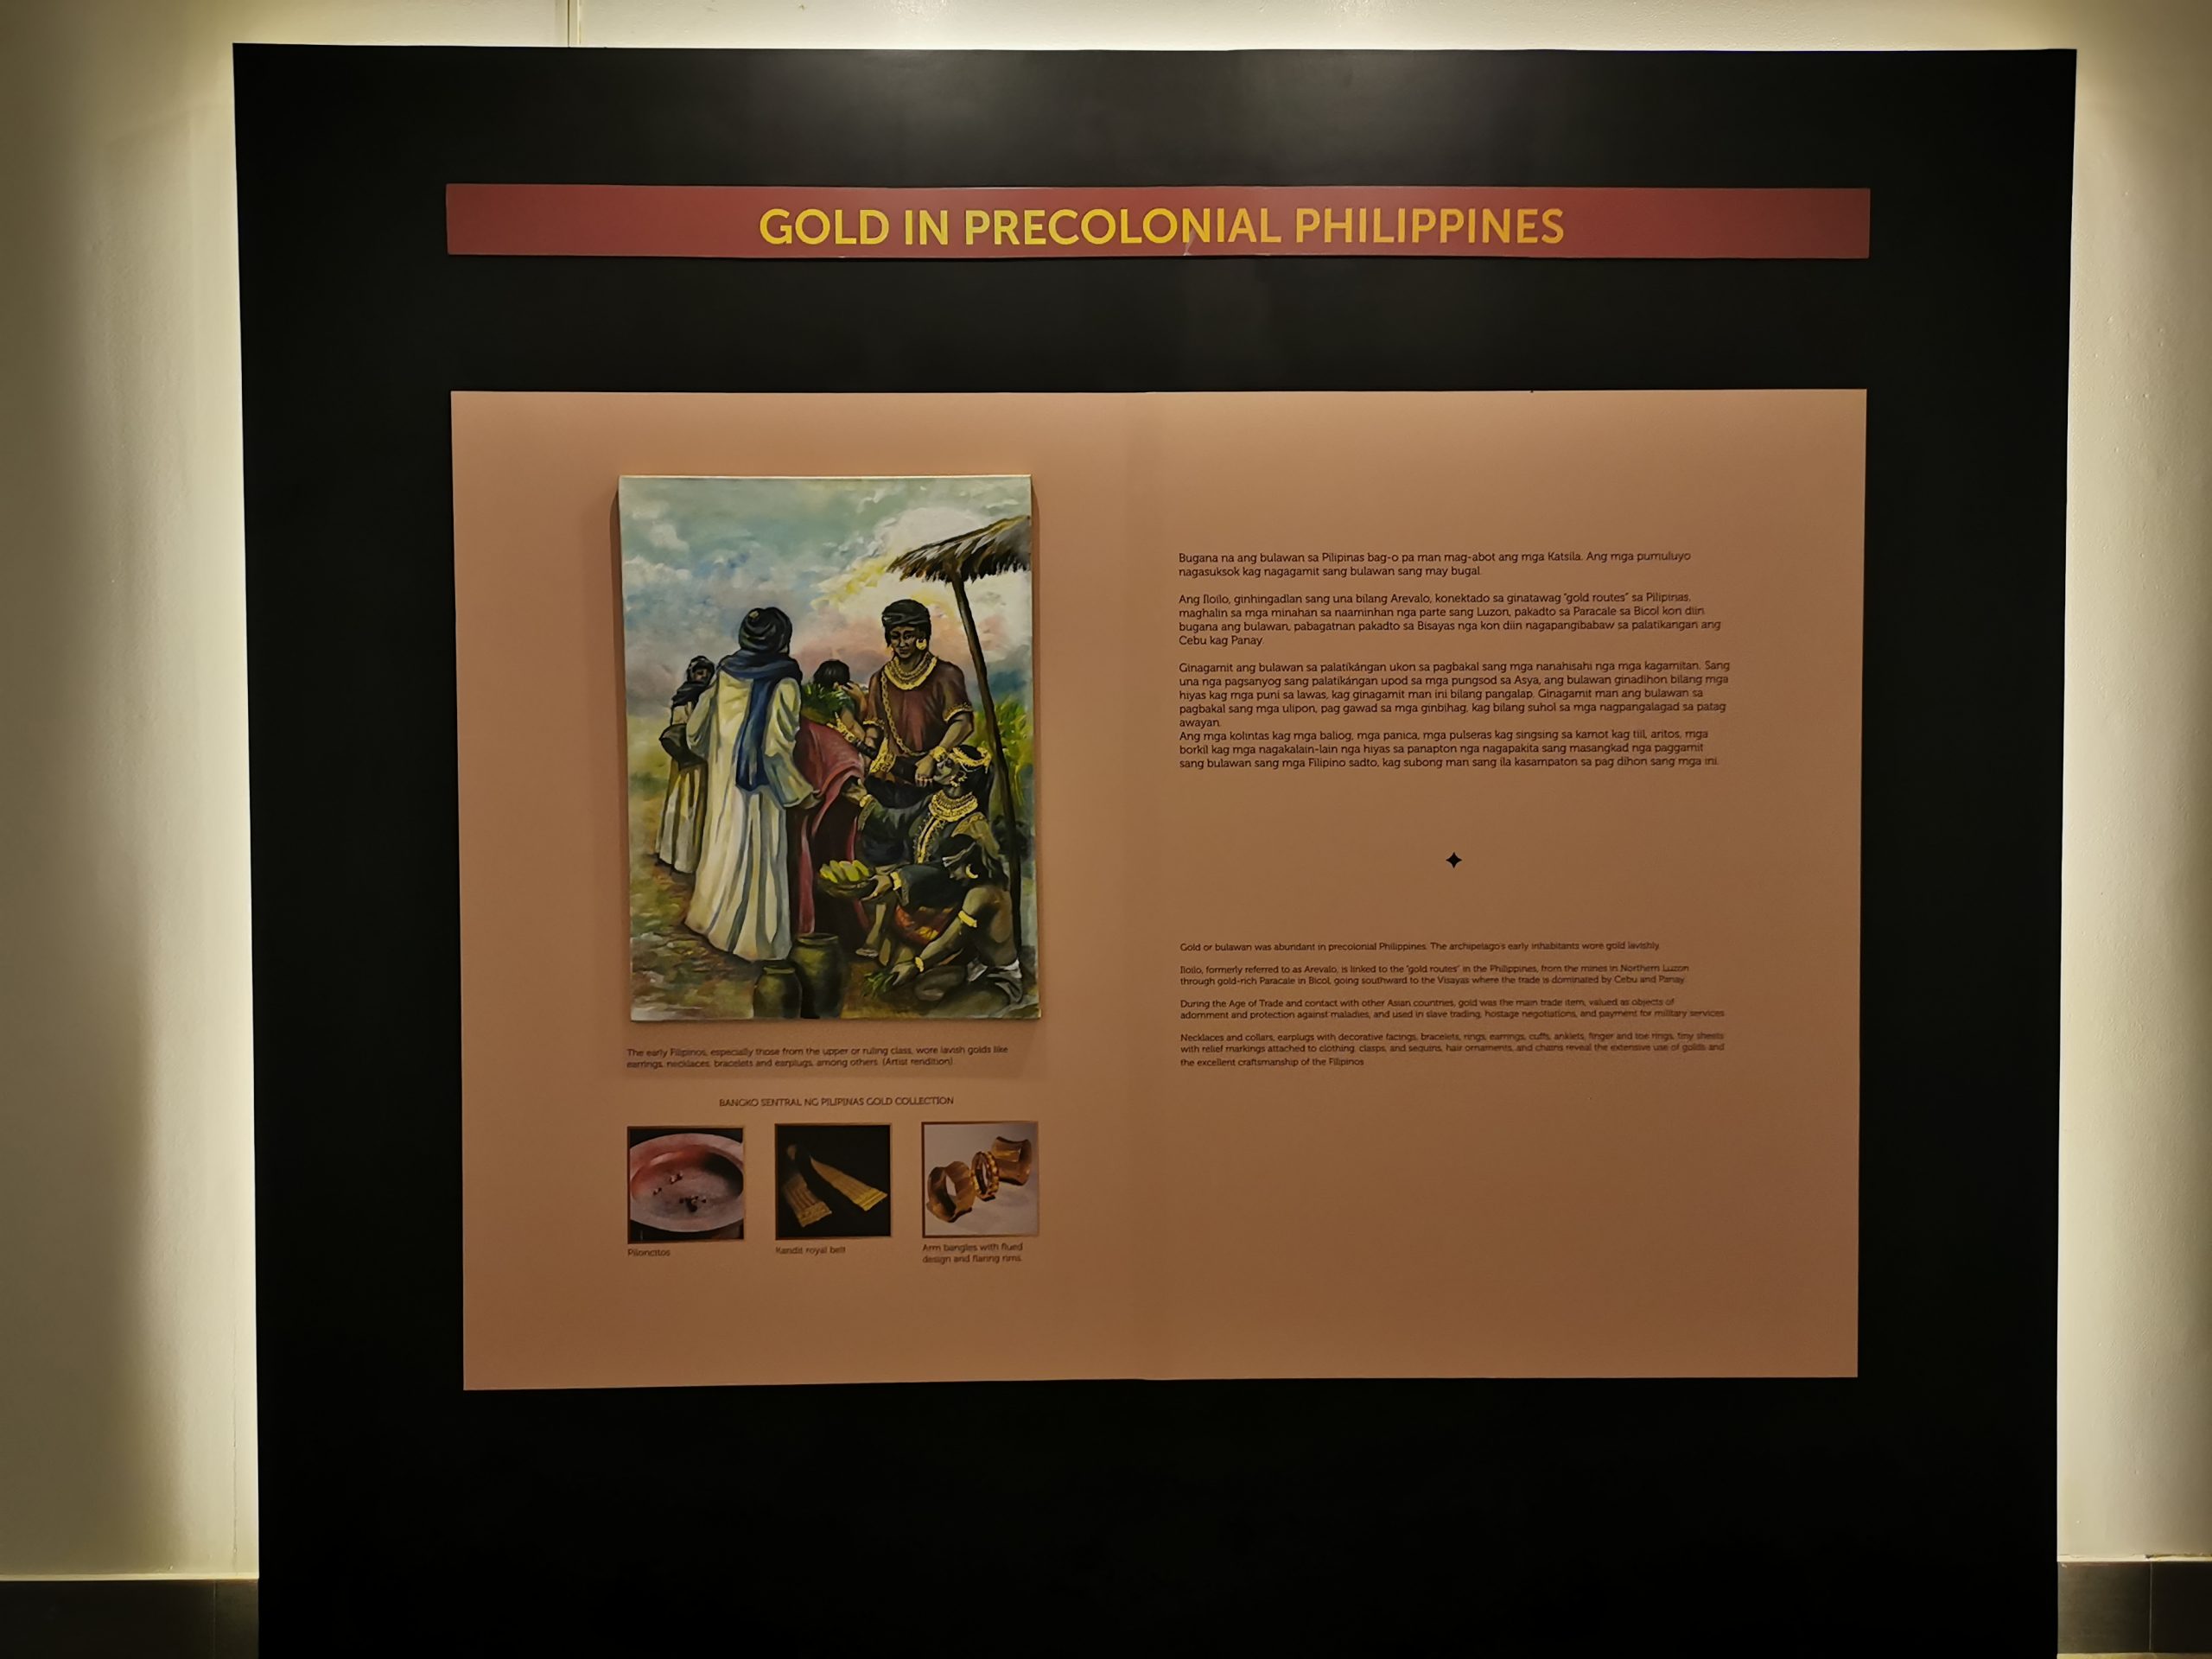 GOLD IN PRECOLONIAL PHILIPPINES
The early Filipinos, especially those from the upper or ruling class, wore lavish golds like
earrings, necklaces, bracelets and earplugs, among others. (Artist rendition)
BANGKO SENTRAL NG PILIPINAS GOLD COLLECTION
Piloncitos
Kandit royal belt
Arm bangles with flued
design and flaring rims
Bugana na ang bulawan sa Pilipinas bag-o pa man mag-abot ang mga Katsila. Ang mga pumuluyo
nagasuksok kag nagagamit sang bulawan sang may bugal.
Ang Iloilo, ginhingadlan sang una bilang Arevalo, konektado sa ginatawag "gold routes" sa Pilipinas,
maghalin sa mga minahan sa naaminhan nga parte sang Luzon, pakadto sa Paracale sa Bicol kon diin
bugana ang bulawan, pabagatnan pakadto sa Bisayas nga kon diin nagapangibabaw sa palatikangan ang
Cebu kag Panay.
Ginagamit ang bulawan sa palatikángan ukon sa pagbakal sang mga nanahisahi nga mga kagamitan. Sang
una nga pagsanyog sang palatikángan upod sa mga pungsod sa Asya, ang bulawan ginadihon bilang mga
hiyas kag mga puni sa lawas, kag ginagamit man ini bilang pangalap. Ginagamit man ang bulawan sa
pagbakal sang mga ulipon, pag gawad sa mga ginbihag, kag bilang suhol sa mga nagpangalagad sa patag
awayan.
Ang mga kolintas kag mga baliog, mga panica, mga pulseras kag singsing sa kamot kag tiil, aritos, mga
borkil kag mga nagakalain-lain nga hiyas sa panapton nga nagapakita sang masangkad nga paggamit
sang bulawan sang mga Filipino sadto, kag subong man sang ila kasampaton sa pag dihon sang mga ini.
Gold or bulawan was abundant in precolonial Philippines. The archipelago's early inhabitants wore gold lavishly.
Iloilo, formerly referred to as Arevalo, is linked to the "gold routes" in the Philippines, from the mines in Northern Luzon
through gold-rich Paracale in Bicol, going southward to the Visayas where the trade is dominated by Cebu and Panay.
During the Age of Trade and contact with other Asian countries, gold was the main trade item, valued as objects of
adornment and protection against maladies, and used in slave trading, hostage negotiations, and payment for military services
Necklaces and collars, earplugs with decorative facings, bracelets, rings, earrings, cuffs, anklets, finger and toe rings, tiny sheets
with relief markings attached to clothing, clasps, and sequins, hair ornaments, and chains reveal the extensive use of golds and
the excellent craftsmanship of the Filipinos